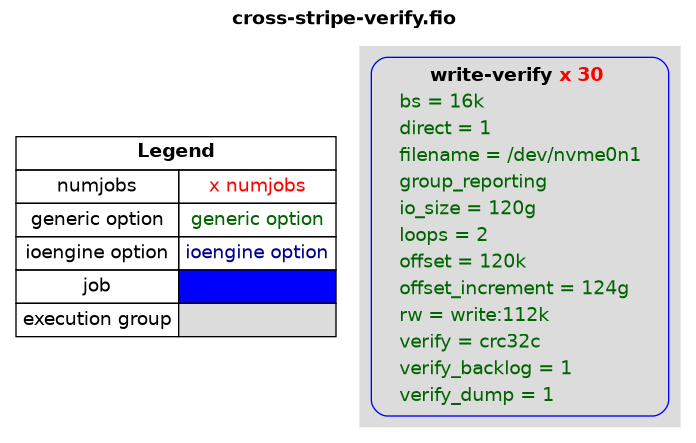 cross-stripe-verify.fio
Legend
numjobs x numjobs
generic option generic option
ioengine option ioengine option
job
execution group
write-verify x 30
bs = 16k
direct = 1
filename = /dev/nvme0n1
group_reporting
io_size = 120g
loops = 2
offset = 120k
offset_increment = 124g
rw = write:112k
verify = crc32c
verify_backlog = 1
verify_dump = 1